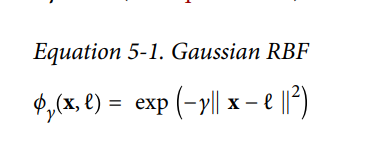 Equation 5-1. Gaussian RBF
ϕγ(x, ℓ) = exp (−γ‖ x − ℓ ‖²)